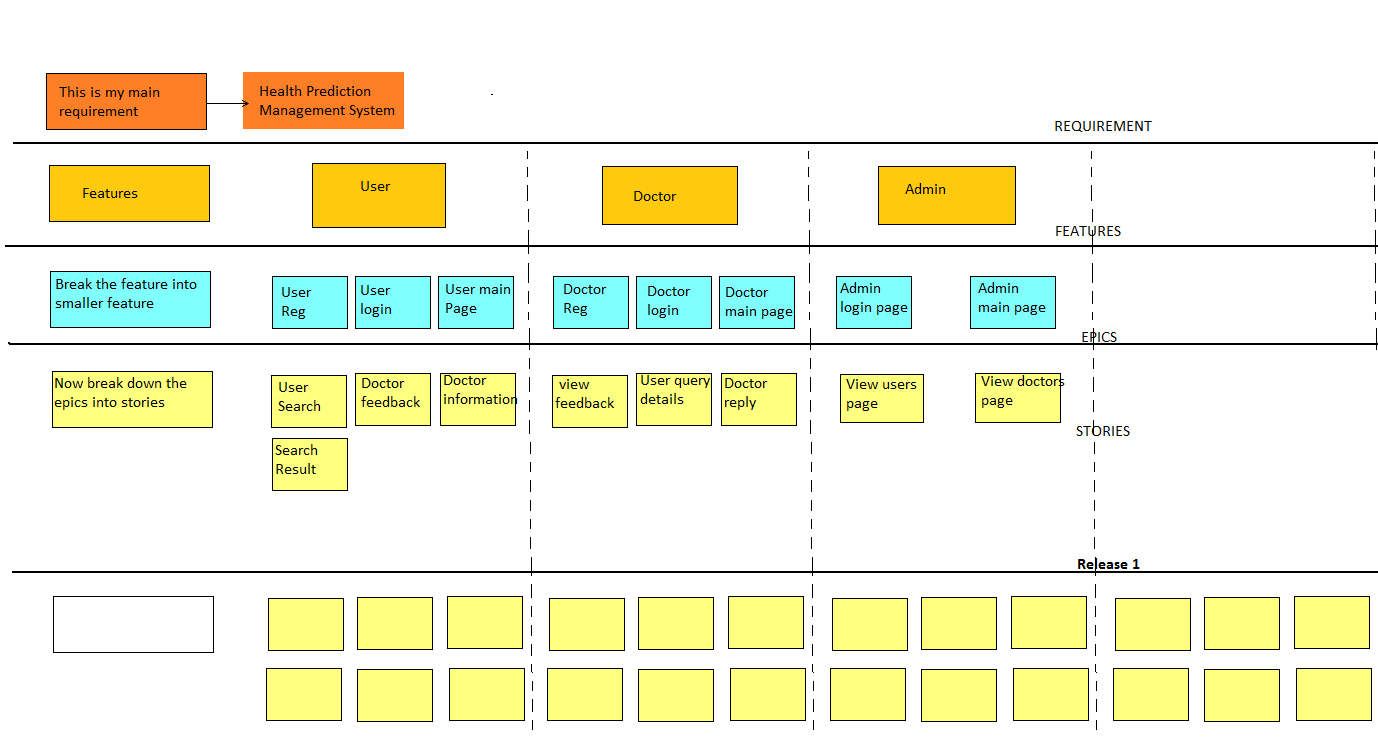 This is my main
requirement
Health Prediction
Management System
REQUIREMENT
Features
User
Doctor
Admin
FEATURES
Break the feature into
smaller feature
User
Reg
User
login
User main
Page
Doctor
Reg
Doctor
login
Doctor
main page
Admin
login page
Admin
main page
EPICS
Now break down the
epics into stories
User
Search
Doctor
feedback
Doctor
information
view
feedback
User query
details
Doctor
reply
View users
page
View doctors
page
STORIES
Search
Result
Release 1